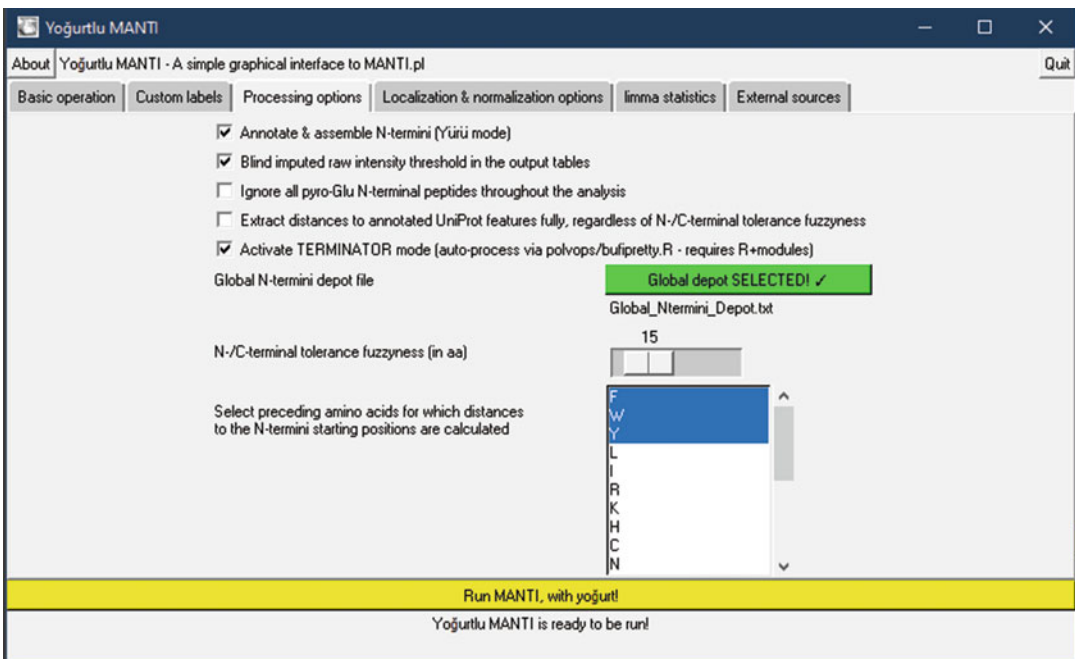 Yoğurtlu MANTI
About Yoğurtlu MANTI - A simple graphical interface to MANTI.pl Quit
Basic operation Custom labels Processing options Localization & normalization options limma statistics External sources
Annotate & assemble N-termini (Yürü mode)
Blind imputed raw intensity threshold in the output tables
Ignore all pyro-Glu N-terminal peptides throughout the analysis
Extract distances to annotated UniProt features fully, regardless of N-/C-terminal tolerance fuzzyness
Activate TERMINATOR mode (auto-process via polvops/bufipretty.R - requires R+modules)
Global N-termini depot file Global depot SELECTED! ✓
Global_Ntermini_Depot.txt
15
N-/C-terminal tolerance fuzzyness (in aa)
Select preceding amino acids for which distances
to the N-termini starting positions are calculated
F
W
Y
L
I
R
K
H
C
N
Run MANTI, with yoğurt!
Yoğurtlu MANTI is ready to be run!